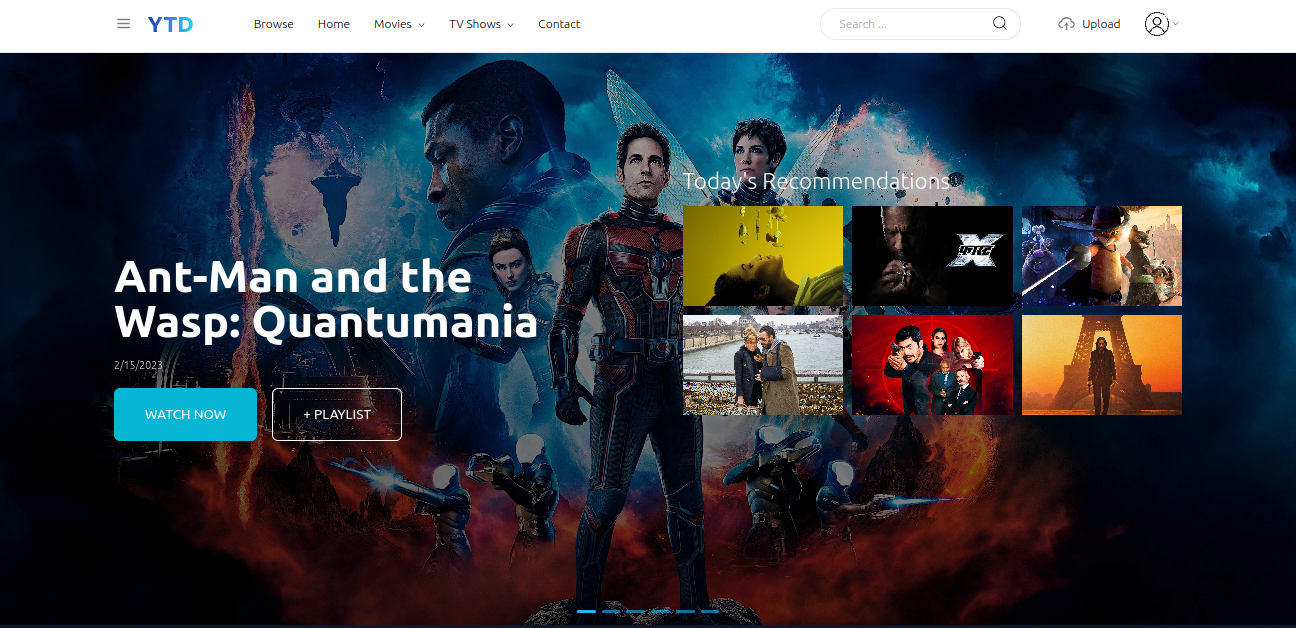 YTD
Browse
Home
Movies
TV Shows
Contact
Search ...
Upload
Today's Recommendations
Ant-Man and the
Wasp: Quantumania
2/15/2023
WATCH NOW
+ PLAYLIST
FAST X